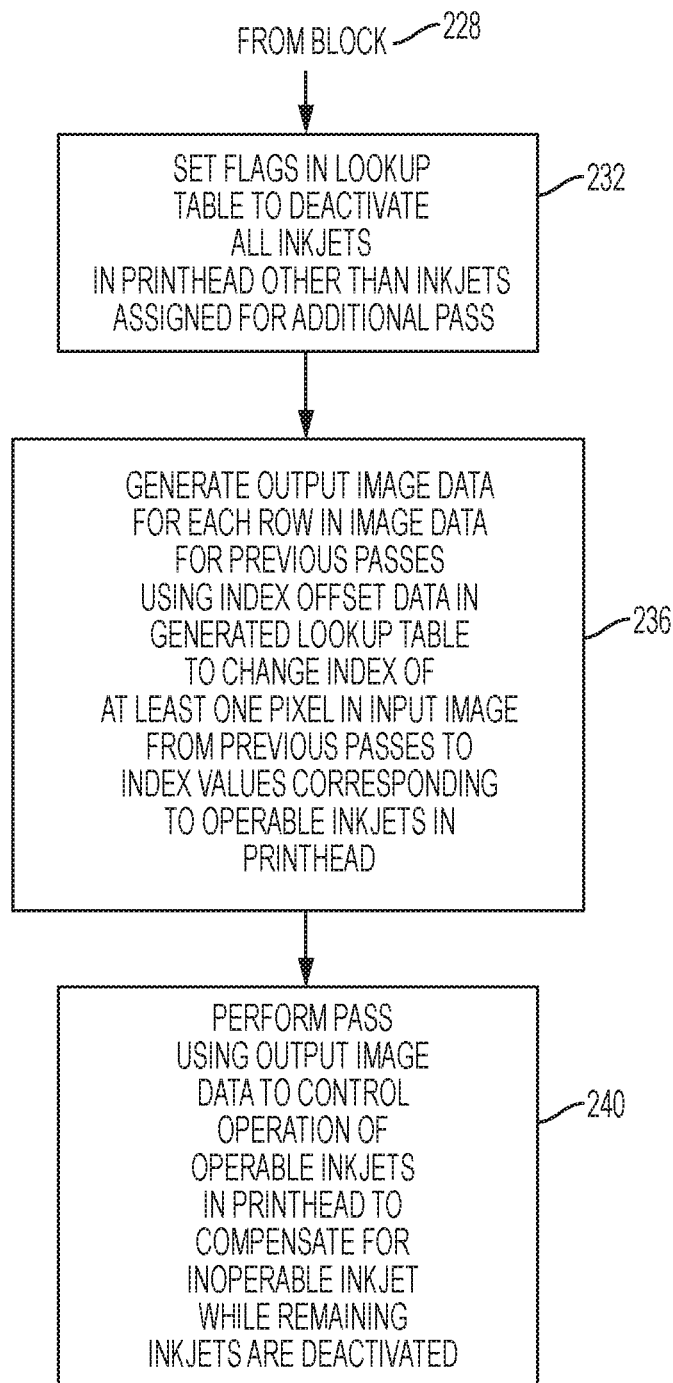 FROM BLOCK 228
SET FLAGS IN LOOKUP
TABLE TO DEACTIVATE
ALL INKJETS
IN PRINTHEAD OTHER THAN INKJETS
ASSIGNED FOR ADDITIONAL PASS
232
GENERATE OUTPUT IMAGE DATA
FOR EACH ROW IN IMAGE DATA
FOR PREVIOUS PASSES
USING INDEX OFFSET DATA IN
GENERATED LOOKUP TABLE
TO CHANGE INDEX OF
AT LEAST ONE PIXEL IN INPUT IMAGE
FROM PREVIOUS PASSES TO
INDEX VALUES CORRESPONDING
TO OPERABLE INKJETS IN
PRINTHEAD
236
PERFORM PASS
USING OUTPUT IMAGE
DATA TO CONTROL
OPERATION OF
OPERABLE INKJETS
IN PRINTHEAD TO
COMPENSATE FOR
INOPERABLE INKJET
WHILE REMAINING
INKJETS ARE DEACTIVATED
240